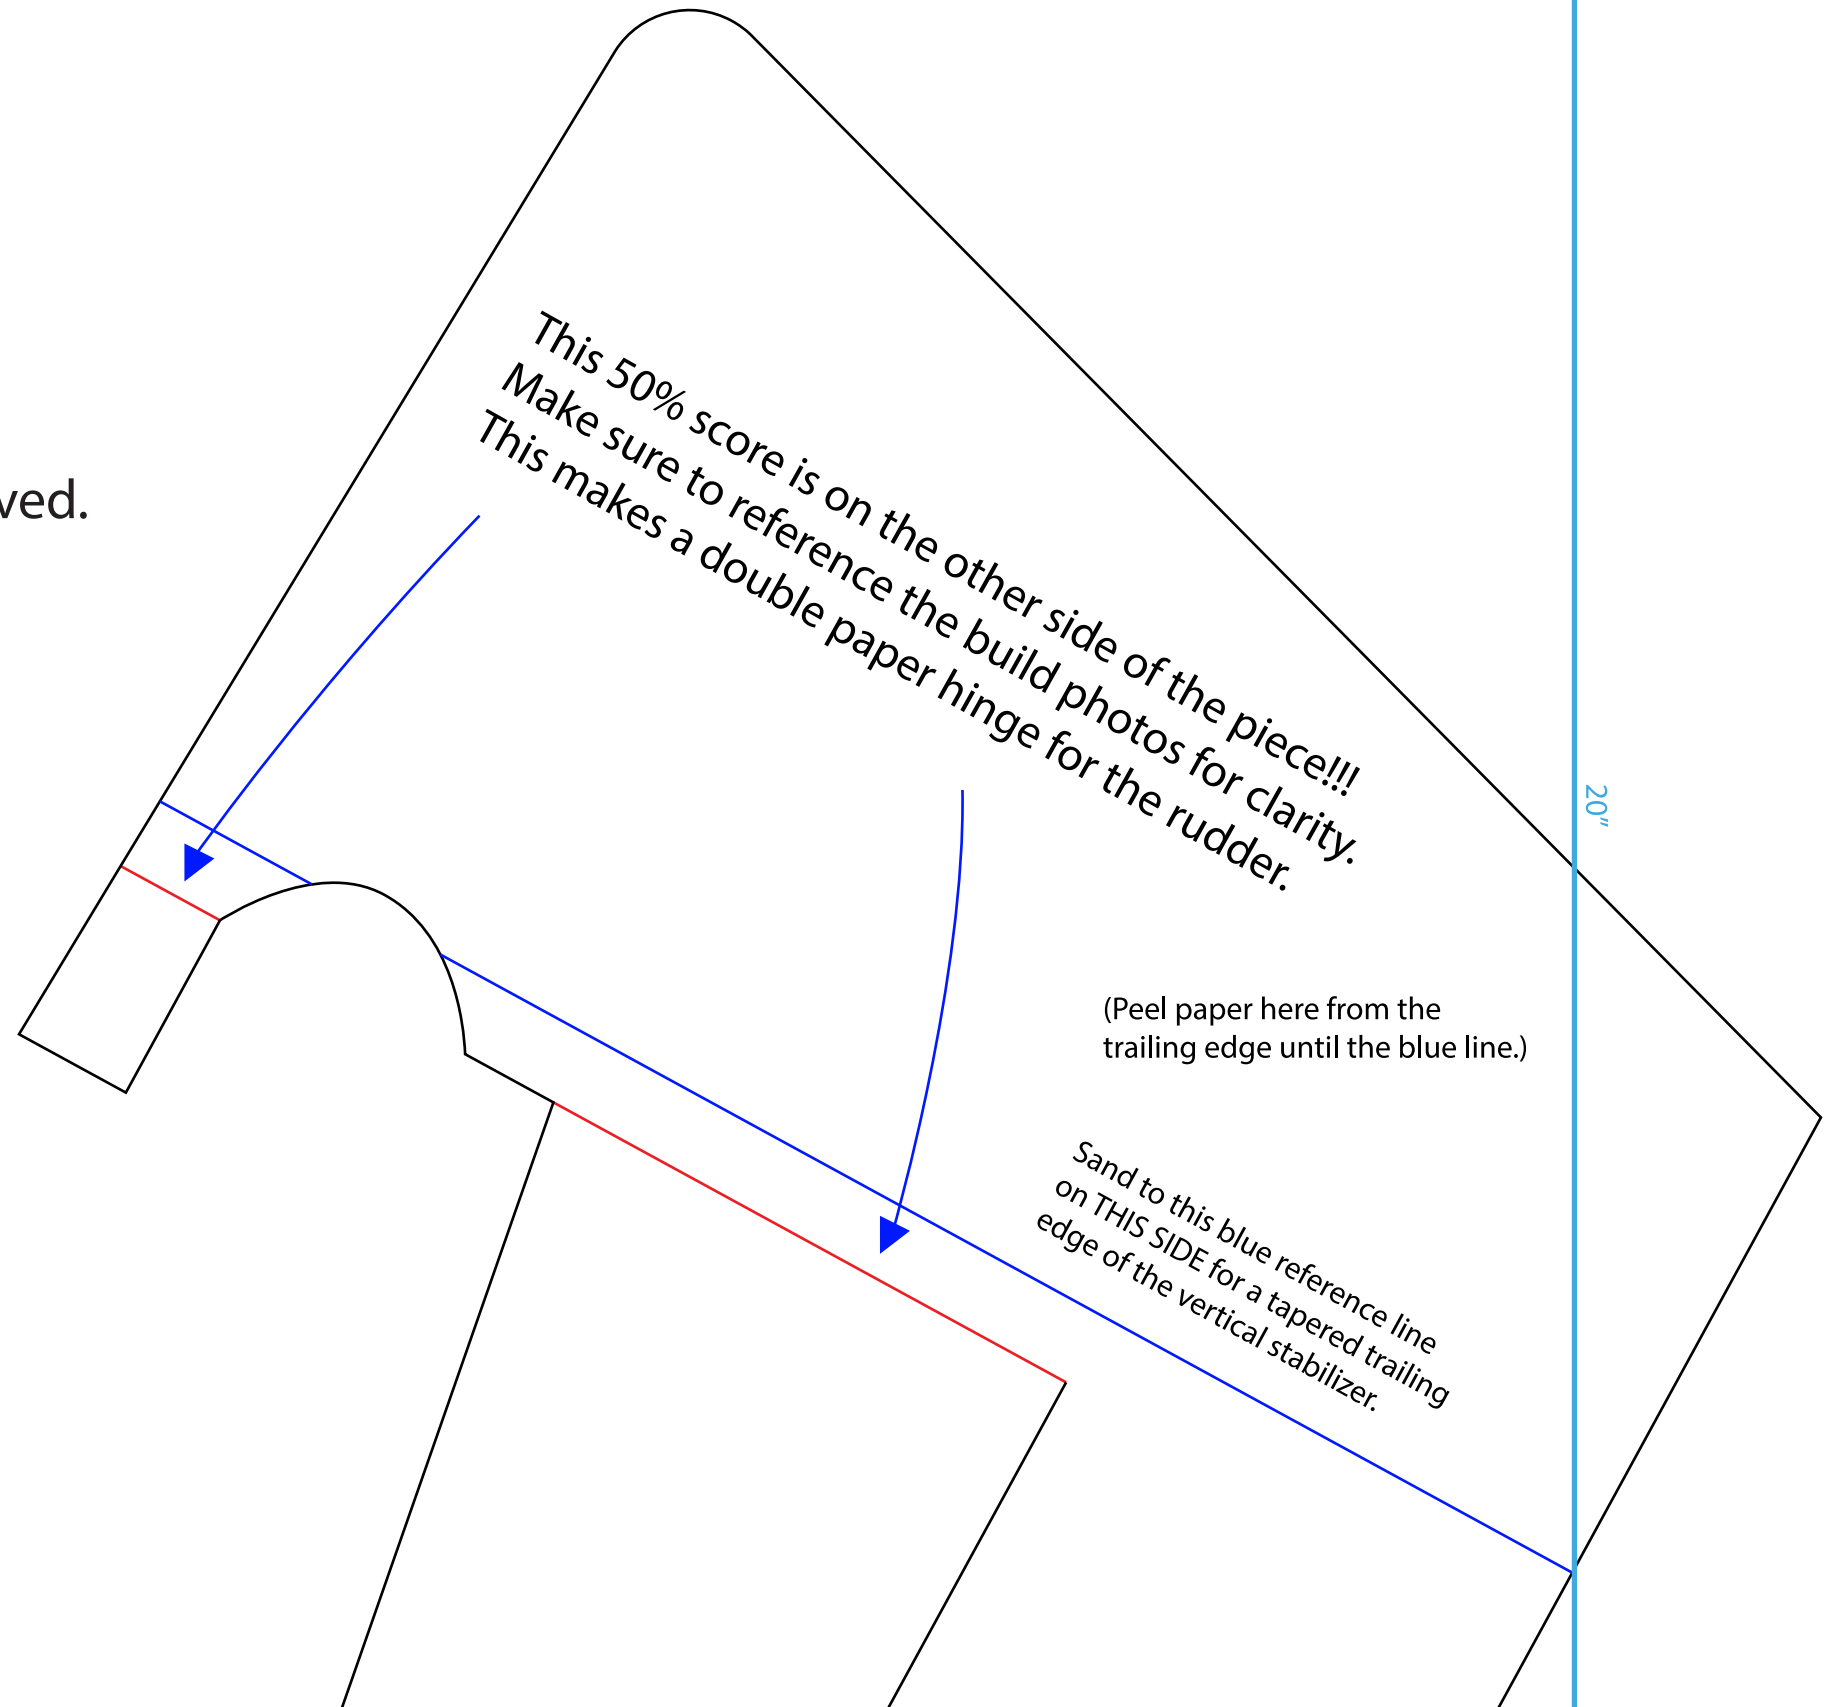 This 50% score is on the other side of the piece!!!
Make sure to reference the build photos for clarity.
This makes a double paper hinge for the rudder.
ved.
20"
(Peel paper here from the
trailing edge until the blue line.)
Sand to this blue reference line
on THIS SIDE for a tapered trailing
edge of the vertical stabilizer.